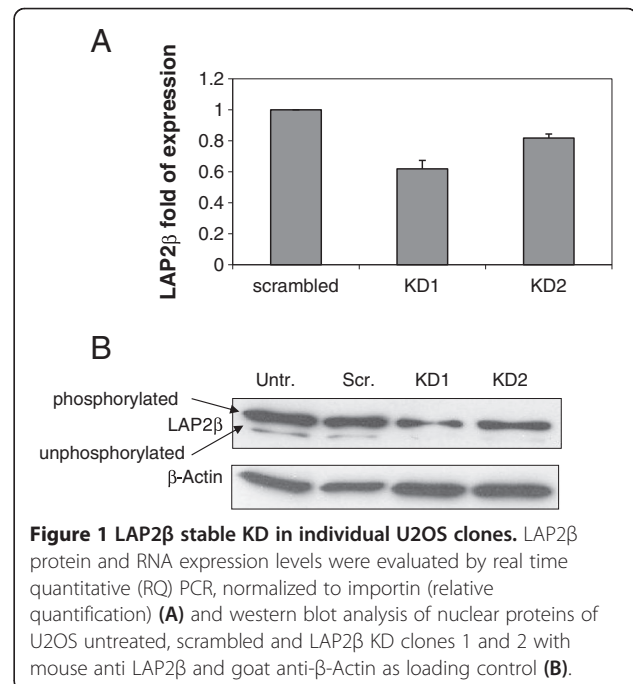 A
LAP2β fold of expression
1.2
1
0.8
0.6
0.4
0.2
0
scrambled KD1 KD2
B
Untr. Scr. KD1 KD2
phosphorylated
LAP2β
unphosphorylated
β-Actin
Figure 1 LAP2β stable KD in individual U2OS clones. LAP2β
protein and RNA expression levels were evaluated by real time
quantitative (RQ) PCR, normalized to importin (relative
quantification) (A) and western blot analysis of nuclear proteins of
U2OS untreated, scrambled and LAP2β KD clones 1 and 2 with
mouse anti LAP2β and goat anti-β-Actin as loading control (B).